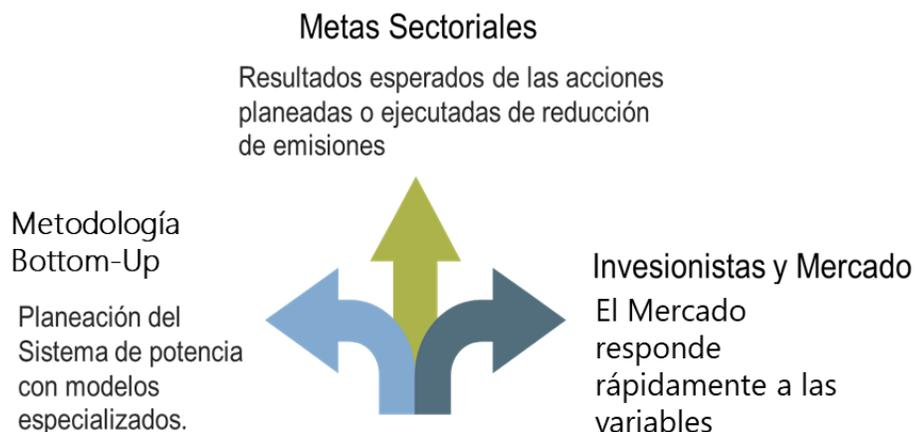 Metas Sectoriales
Resultados esperados de las acciones
planeadas o ejecutadas de reducción
de emisiones
Metodología
Bottom-Up
Planeación del
Sistema de potencia
con modelos
especializados.
Invesionistas y Mercado
El Mercado
responde
rápidamente a las
variables